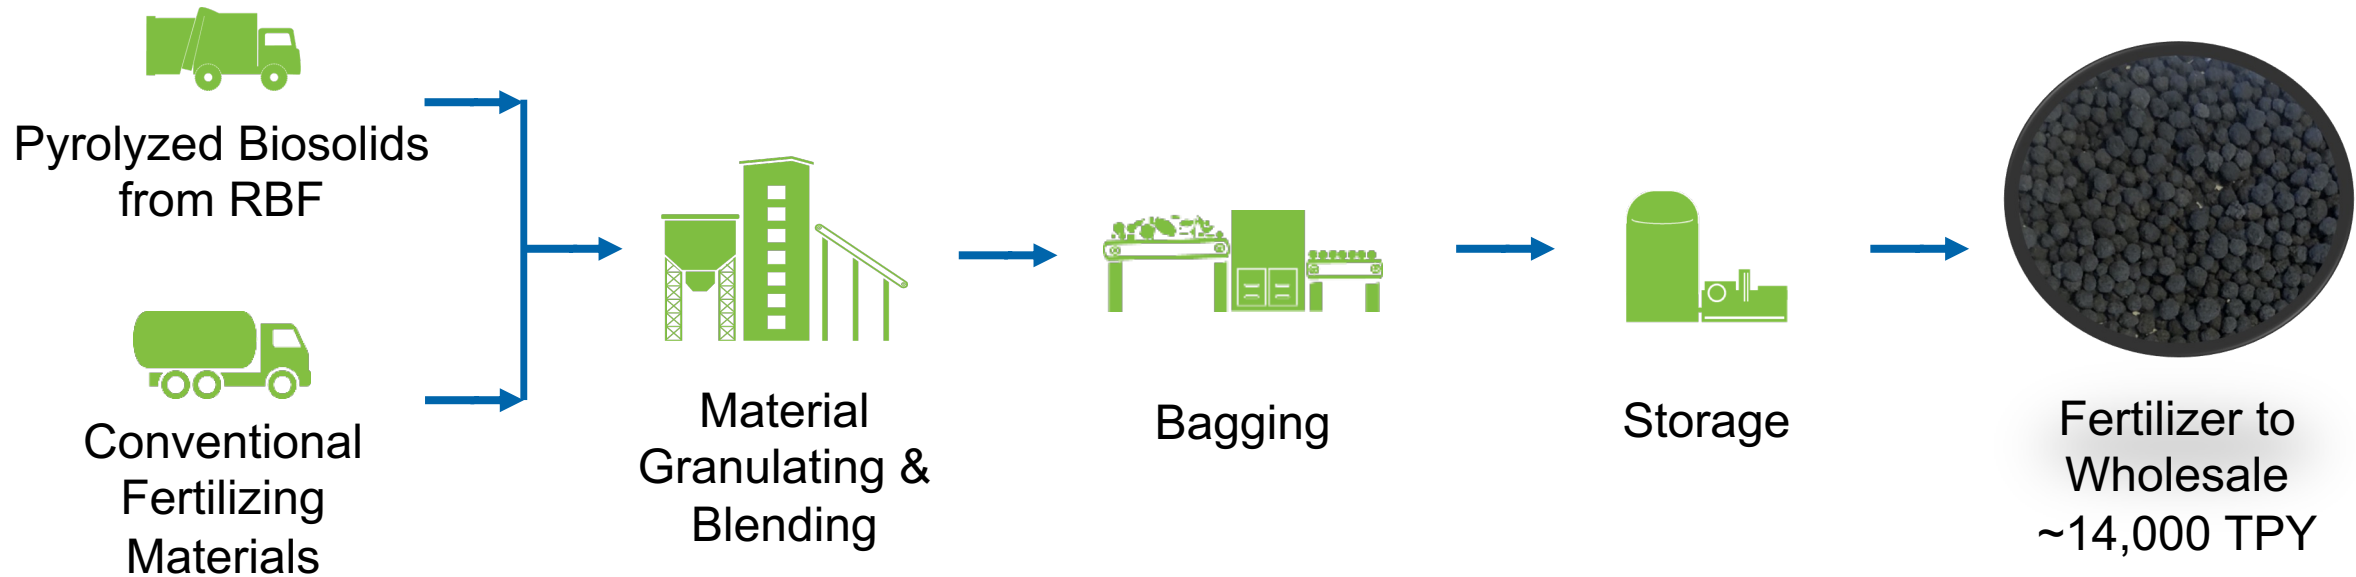 Pyrolyzed Biosolids
from RBF
Conventional
Fertilizing
Materials
Material
Granulating &
Blending
Bagging
Storage
Fertilizer to
Wholesale
~14,000 TPY